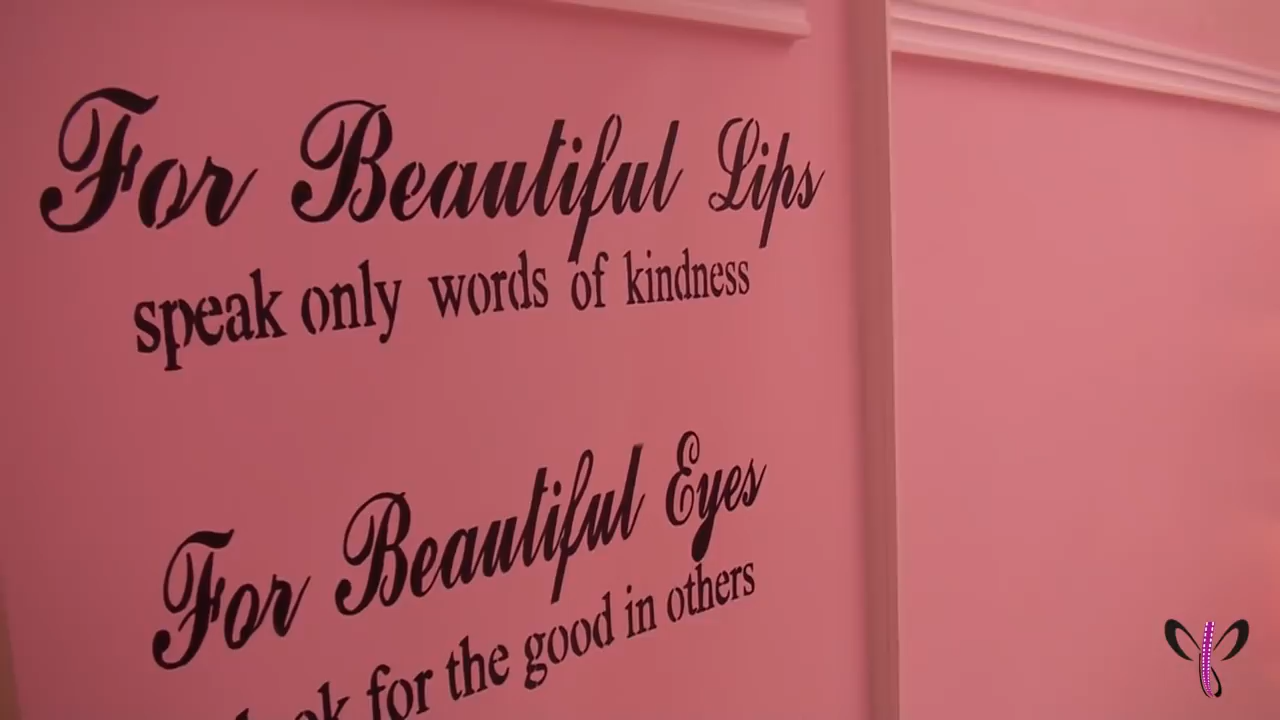 For Beautiful Lips
speak only words of kindness
For Beautiful Eyes
for the good in others